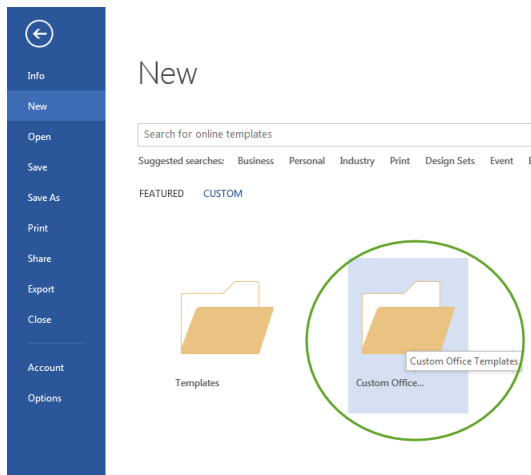 Info
New
Open
Save
Save As
Print
Share
Export
Close
Account
Options
New
Search for online templates
Suggested searches: Business Personal Industry Print Design Sets Event
FEATURED CUSTOM
Templates
Custom Office...
Custom Office Templates